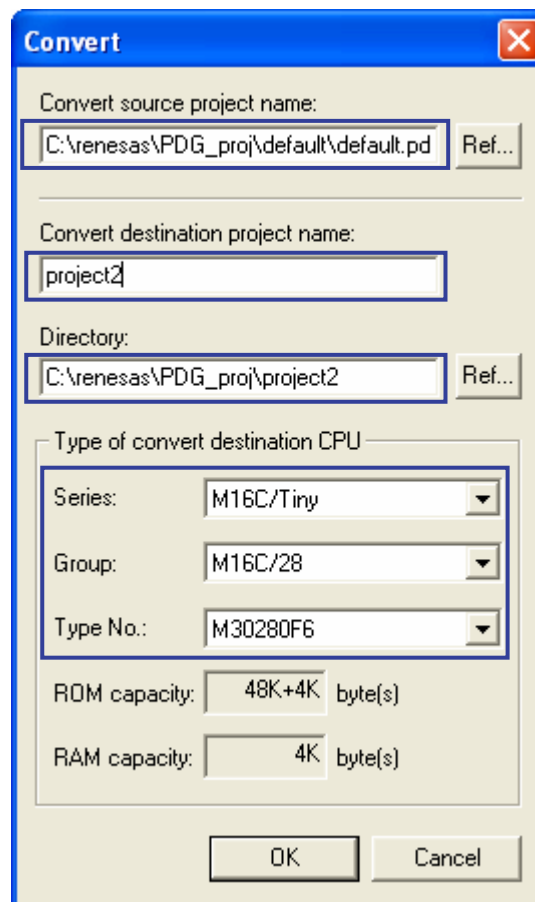 Convert
Convert source project name:
C:\renesas\PDG_proj\default\default.pd Ref...
Convert destination project name:
project2
Directory:
C:\renesas\PDG_proj\project2 Ref...
Type of convert destination CPU
Series: M16C/Tiny
Group: M16C/28
Type No.: M30280F6
ROM capacity: 48K+4K byte(s)
RAM capacity: 4K byte(s)
OK Cancel